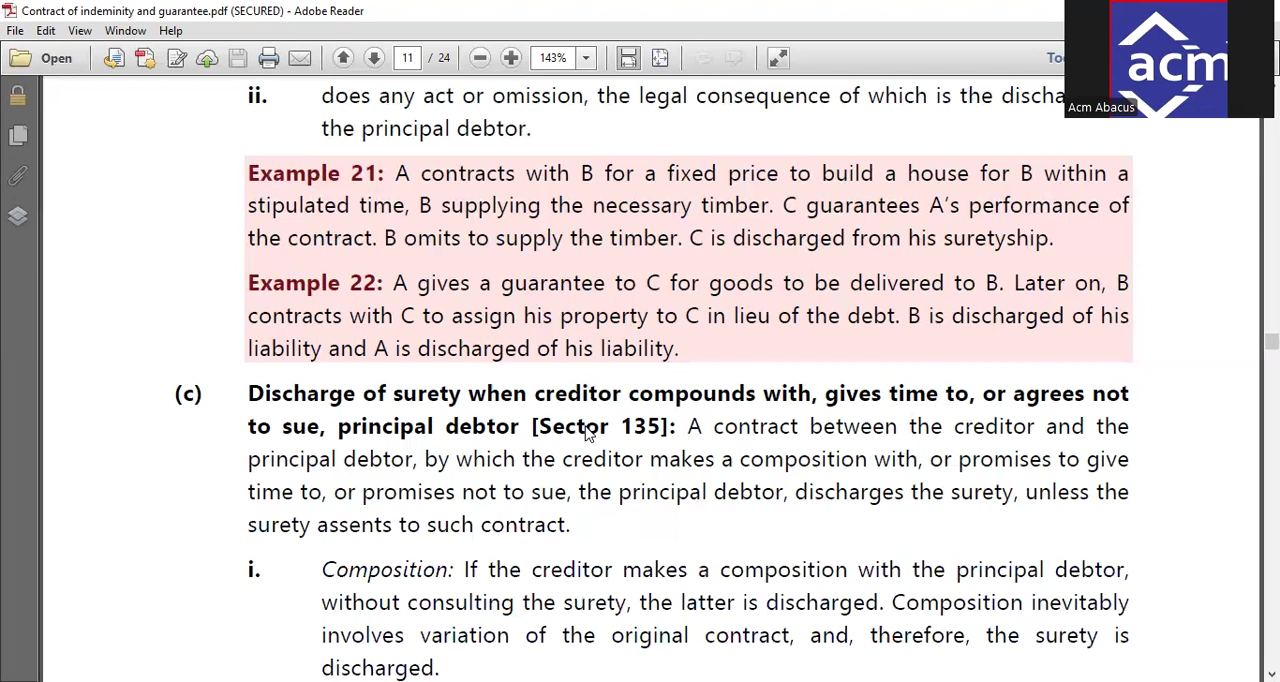 Contract of indeminity and guarantee.pdf (SECURED) - Adobe Reader
File Edit View Window Help
Open 11 / 24 143%
acm
Acm Abacus
ii. does any act or omission, the legal consequence of which is the
the principal debtor.
Example 21: A contracts with B for a fixed price to build a house for B within a
stipulated time, B supplying the necessary timber. C guarantees A's performance of
the contract. B omits to supply the timber. C is discharged from his suretyship.
Example 22: A gives a guarantee to C for goods to be delivered to B. Later on, B
contracts with C to assign his property to C in lieu of the debt. B is discharged of his
liability and A is discharged of his liability.
(c) Discharge of surety when creditor compounds with, gives time to, or agrees not
to sue, principal debtor [Sector 135]: A contract between the creditor and the
principal debtor, by which the creditor makes a composition with, or promises to give
time to, or promises not to sue, the principal debtor, discharges the surety, unless the
surety assents to such contract.
i. Composition: If the creditor makes a composition with the principal debtor,
without consulting the surety, the latter is discharged. Composition inevitably
involves variation of the original contract, and, therefore, the surety is
discharged.